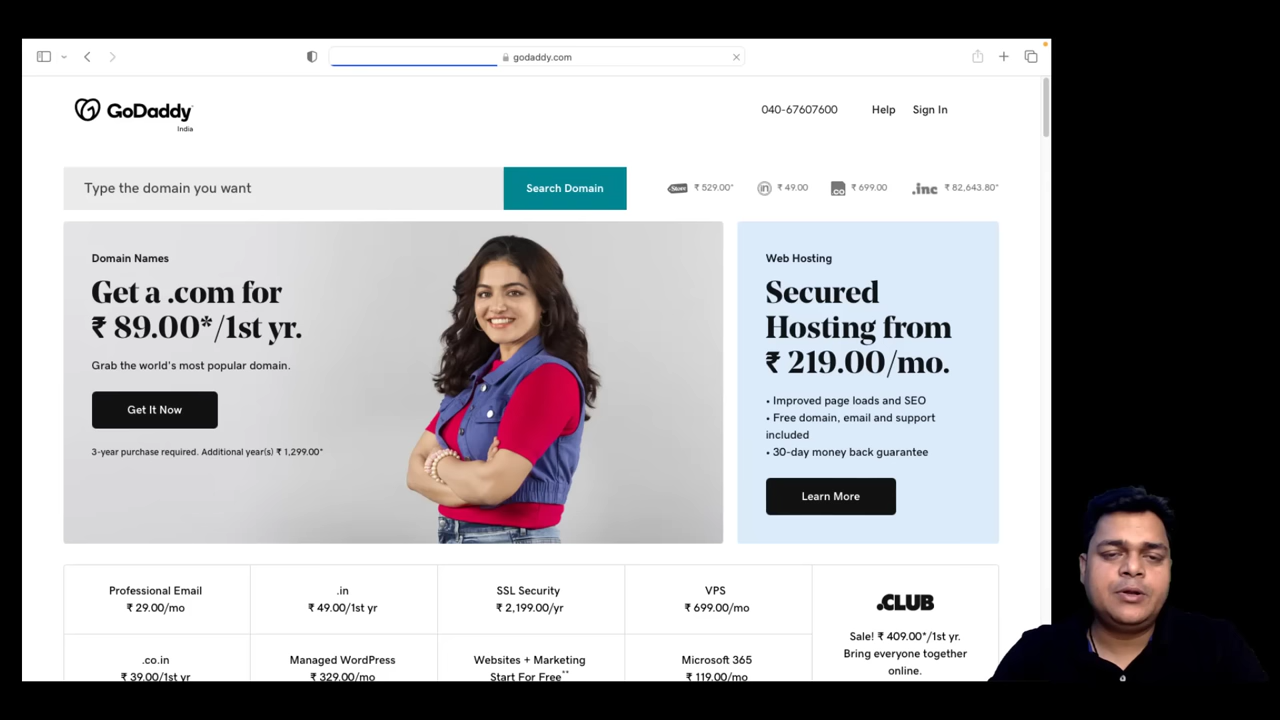 godaddy.com
GoDaddy
India
040-67607600 Help Sign In
Type the domain you want
Search Domain
.store ₹ 529.00*
in ₹ 49.00
.co ₹ 699.00
.inc ₹ 82,643.80*
Domain Names
Get a .com for
₹ 89.00*/1st yr.
Grab the world's most popular domain.
Get It Now
3-year purchase required. Additional year(s) ₹ 1,299.00*
Web Hosting
Secured
Hosting from
₹ 219.00/mo.
• Improved page loads and SEO
• Free domain, email and support
included
• 30-day money back guarantee
Learn More
Professional Email
₹ 29.00/mo
.in
₹ 49.00/1st yr
SSL Security
₹ 2,199.00/yr
VPS
₹ 699.00/mo
.CLUB
Sale! ₹ 409.00*/1st yr.
Bring everyone together
online.
.co.in
₹ 39.00/1st yr
Managed WordPress
₹ 329.00/mo
Websites + Marketing
Start For Free**
Microsoft 365
₹ 119.00/mo